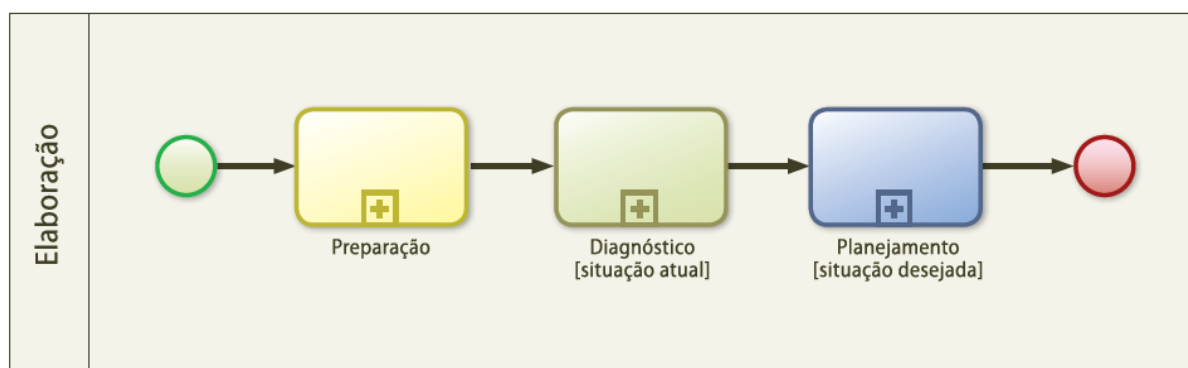 Elaboração
Preparação
Diagnóstico
[situação atual]
Planejamento
[situação desejada]